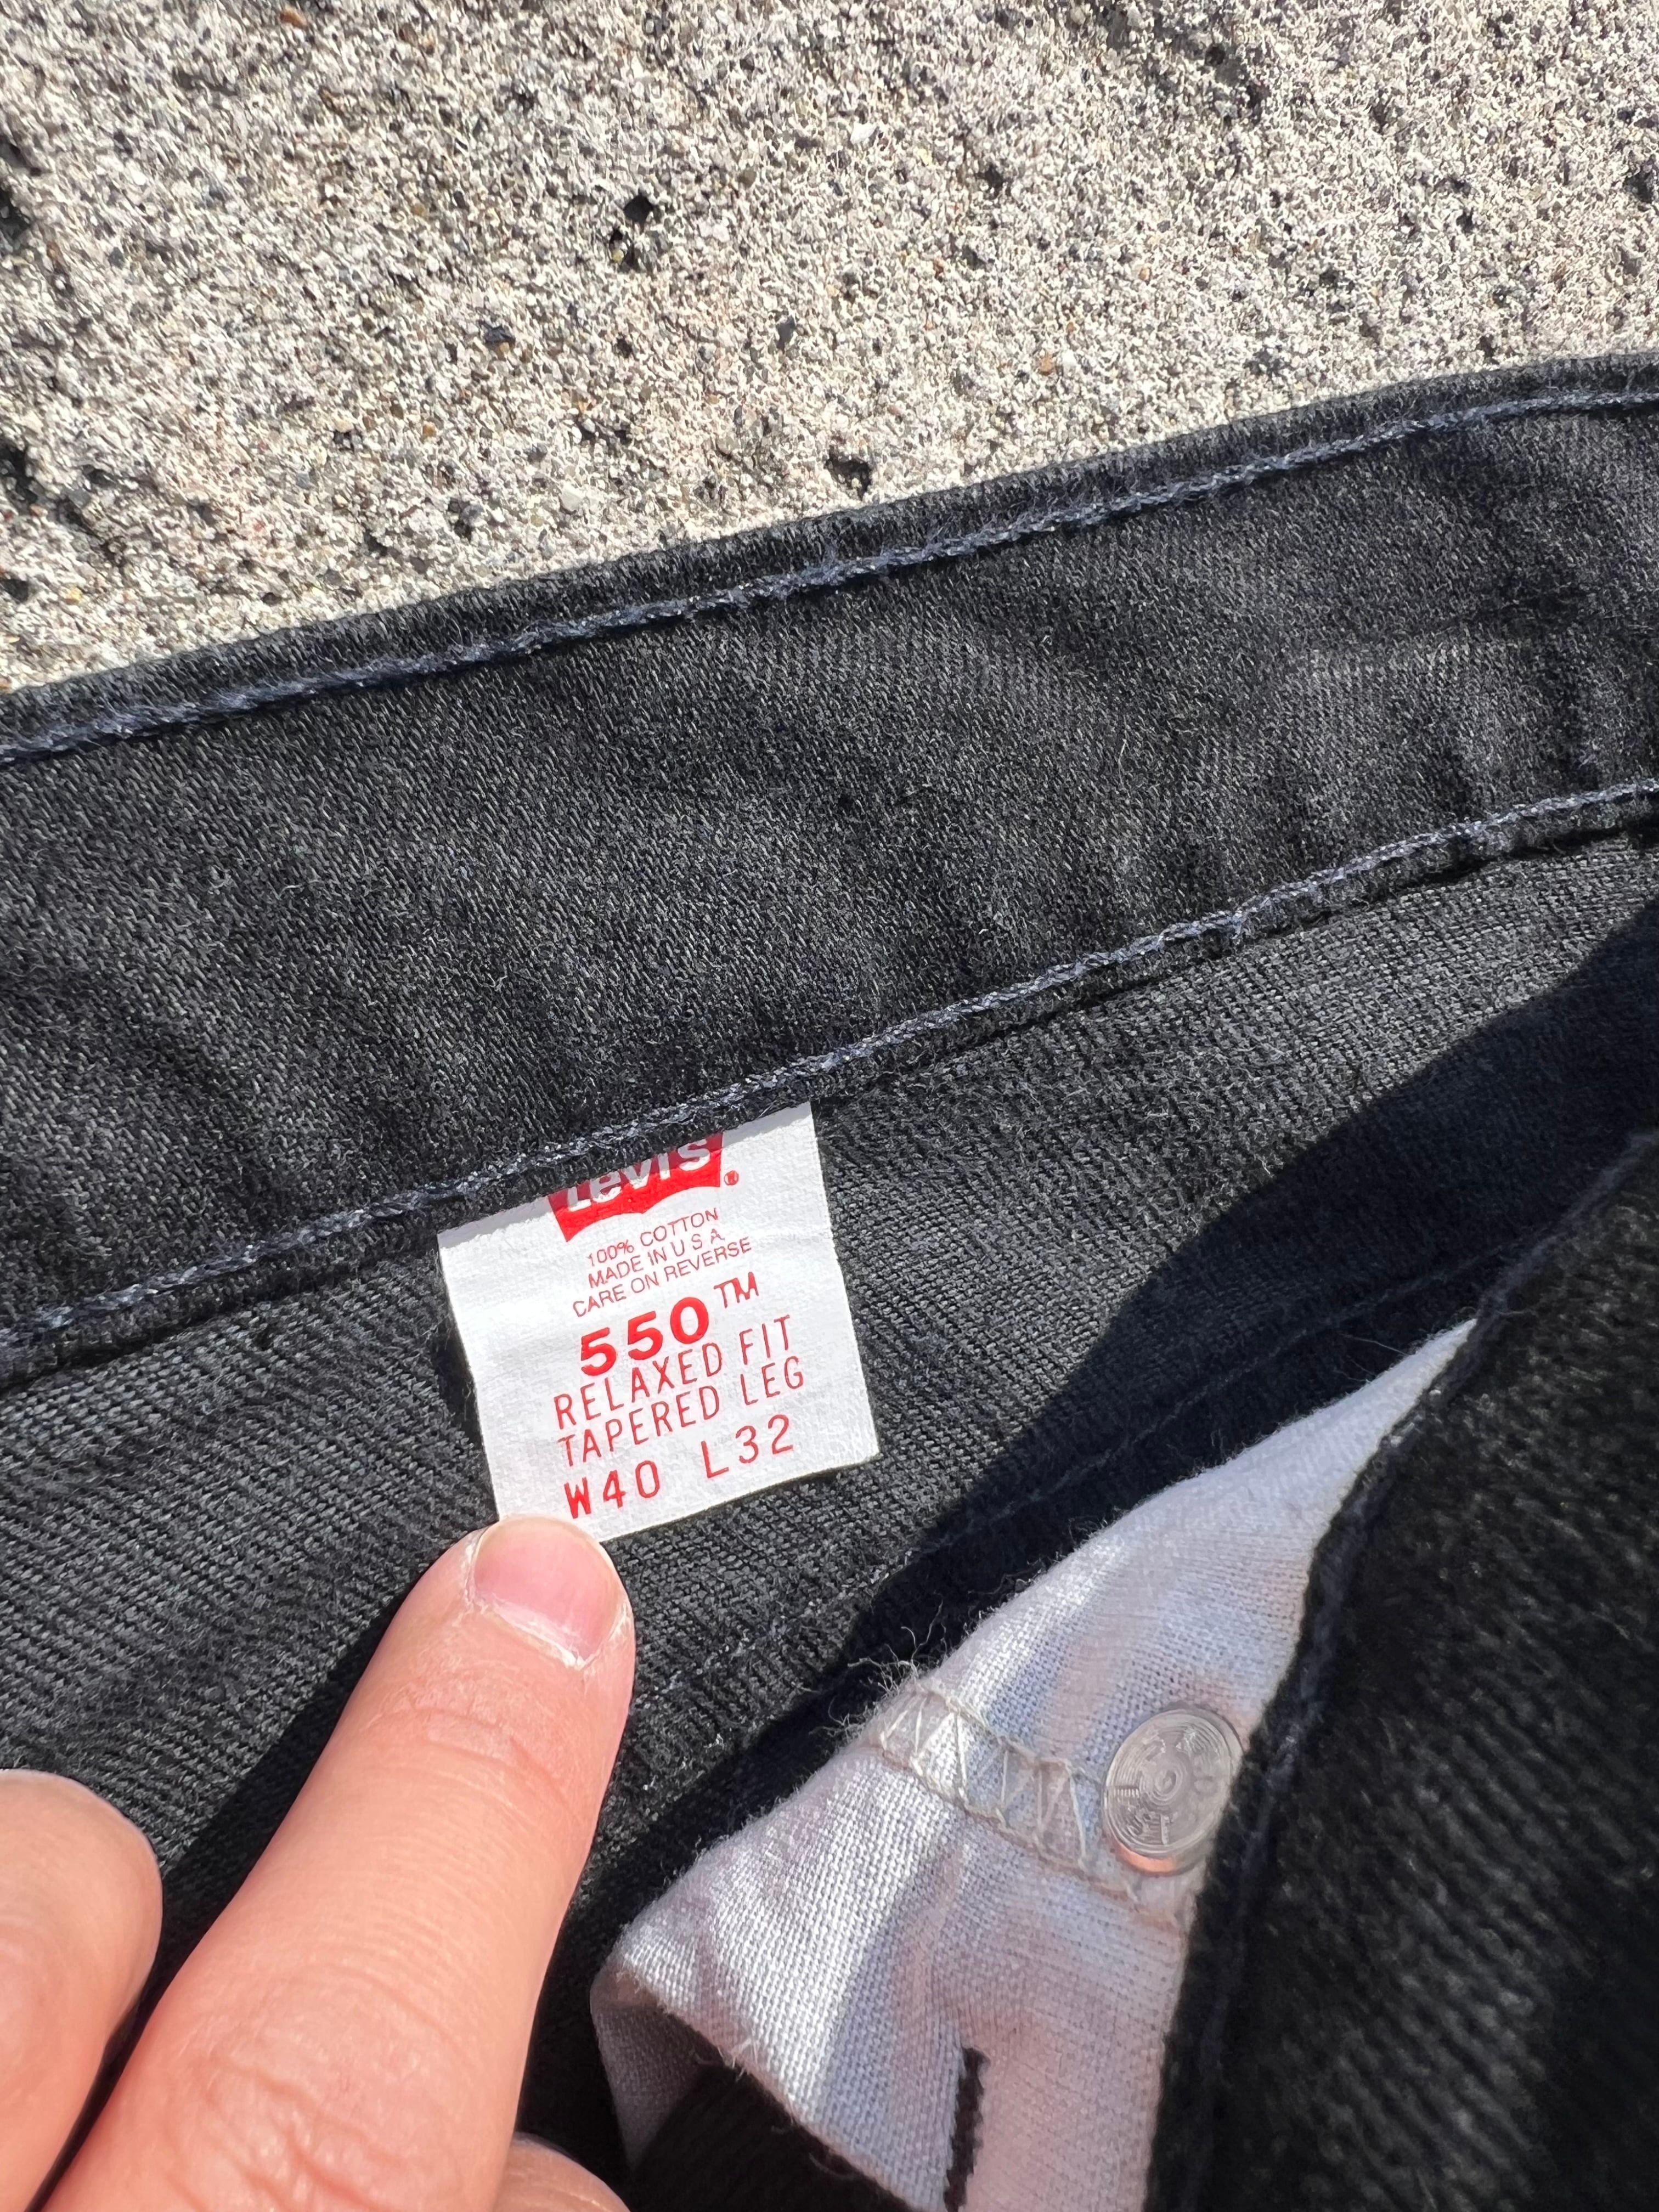 Levi's ®
100% COTTON
MADE IN U S A
CARE ON REVERSE
550™
RELAXED FIT
TAPERED LEG
W40 L32